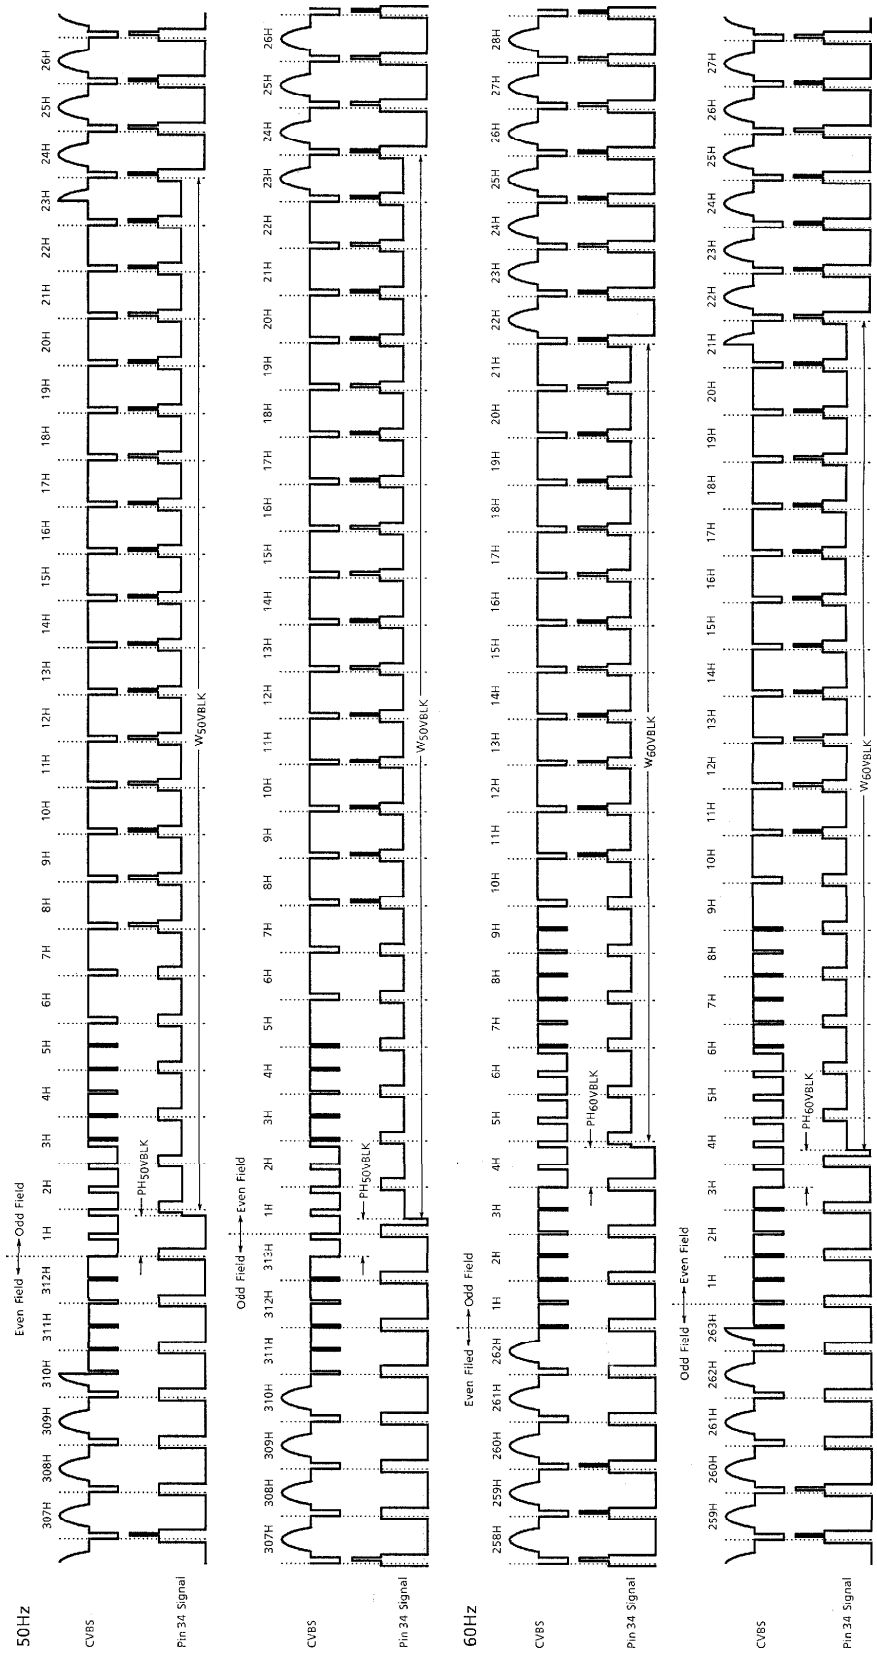 50Hz
Even Field Odd Field
307H 308H 309H 310H 311H 312H 1H 2H 3H 4H 5H 6H 7H 8H 9H 10H 11H 12H 13H 14H 15H 16H 17H 18H 19H 20H 21H 22H 23H 24H 25H 26H
CVBS
PH50VBLK
Pin 34 Signal
W50VBLK
Odd Field Even Field
307H 308H 309H 310H 311H 312H 313H 1H 2H 3H 4H 5H 6H 7H 8H 9H 10H 11H 12H 13H 14H 15H 16H 17H 18H 19H 20H 21H 22H 23H 24H 25H 26H
CVBS
PH50VBLK
Pin 34 Signal
W50VBLK
60Hz
Even Filed Odd Field
258H 259H 260H 261H 262H 1H 2H 3H 4H 5H 6H 7H 8H 9H 10H 11H 12H 13H 14H 15H 16H 17H 18H 19H 20H 21H 22H 23H 24H 25H 26H 27H 28H
CVBS
PH60VBLK
Pin 34 Signal
W60VBLK
Odd Field Even Field
259H 260H 261H 262H 263H 1H 2H 3H 4H 5H 6H 7H 8H 9H 10H 11H 12H 13H 14H 15H 16H 17H 18H 19H 20H 21H 22H 23H 24H 25H 26H 27H
CVBS
PH60VBLK
Pin 34 Signal
W60VBLK